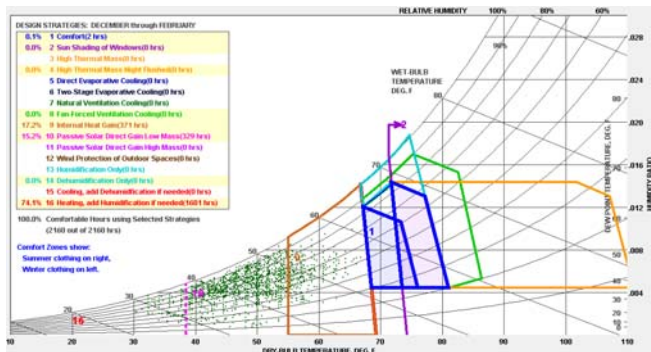 RELATIVE HUMIDITY 100% 80% 60%
DESIGN STRATEGIES: DECEMBER through FEBRUARY
0.1% 1 Comfort(2 hrs)
0.0% 2 Sun Shading of Windows(0 hrs)
3 High Thermal Mass(0 hrs)
0.0% 4 High Thermal Mass Night Flushed(0 hrs)
5 Direct Evaporative Cooling(0 hrs)
6 Two-Stage Evaporative Cooling(0 hrs)
7 Natural Ventilation Cooling(0 hrs)
0.0% 8 Fan Forced Ventilation Cooling(0 hrs)
17.2% 9 Internal Heat Gain(371 hrs)
15.2% 10 Passive Solar Direct Gain Low Mass(329 hrs)
11 Passive Solar Direct Gain High Mass(0 hrs)
12 Wind Protection of Outdoor Spaces(0 hrs)
13 Humidification Only(0 hrs)
0.0% 14 Dehumidification Only(0 hrs)
15 Cooling, add Dehumidification if needed(0 hrs)
74.1% 16 Heating, add Humidification if needed(1601 hrs)
100.0% Comfortable Hours using Selected Strategies
(2160 out of 2160 hrs)
Comfort Zones show:
Summer clothing on right,
Winter clothing on left.
WET-BULB
TEMPERATURE
DEG. F
DEW POINT TEMPERATURE, DEG. F
HUMIDITY RATIO
.028
.024
.020
.016
.012
.008
.004
10 20 30 40 50 60 70 80 90 100 110
DRY-BULB TEMPERATURE, DEG. F